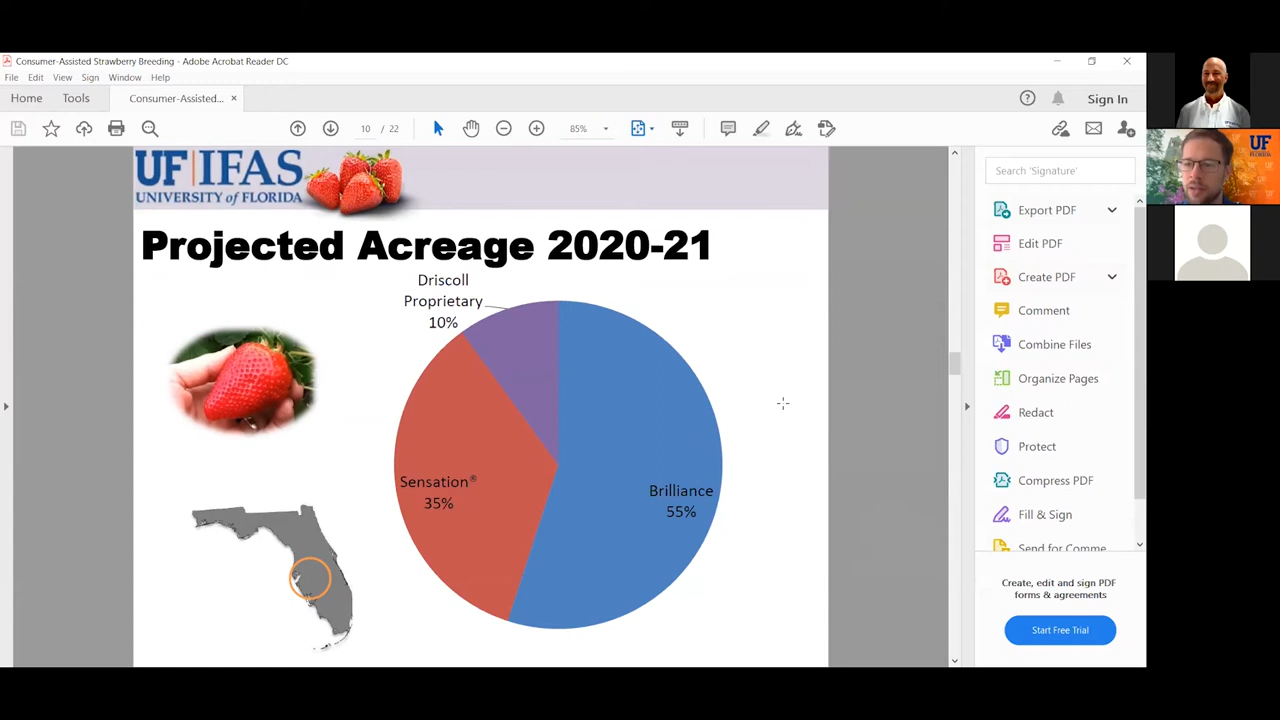 Consumer-Assisted Strawberry Breeding - Adobe Acrobat Reader DC
File Edit View Sign Window Help
Home Tools Consumer-Assisted... × Sign In
10 / 22 85%
UF IFAS
UNIVERSITY of FLORIDA
Projected Acreage 2020-21
Driscoll
Proprietary
10%
Sensation®
35%
Brilliance
55%
Search 'Signature'
Export PDF
Edit PDF
Create PDF
Comment
Combine Files
Organize Pages
Redact
Protect
Compress PDF
Fill & Sign
Send for Comme
Create, edit and sign PDF
forms & agreements
Start Free Trial
UF